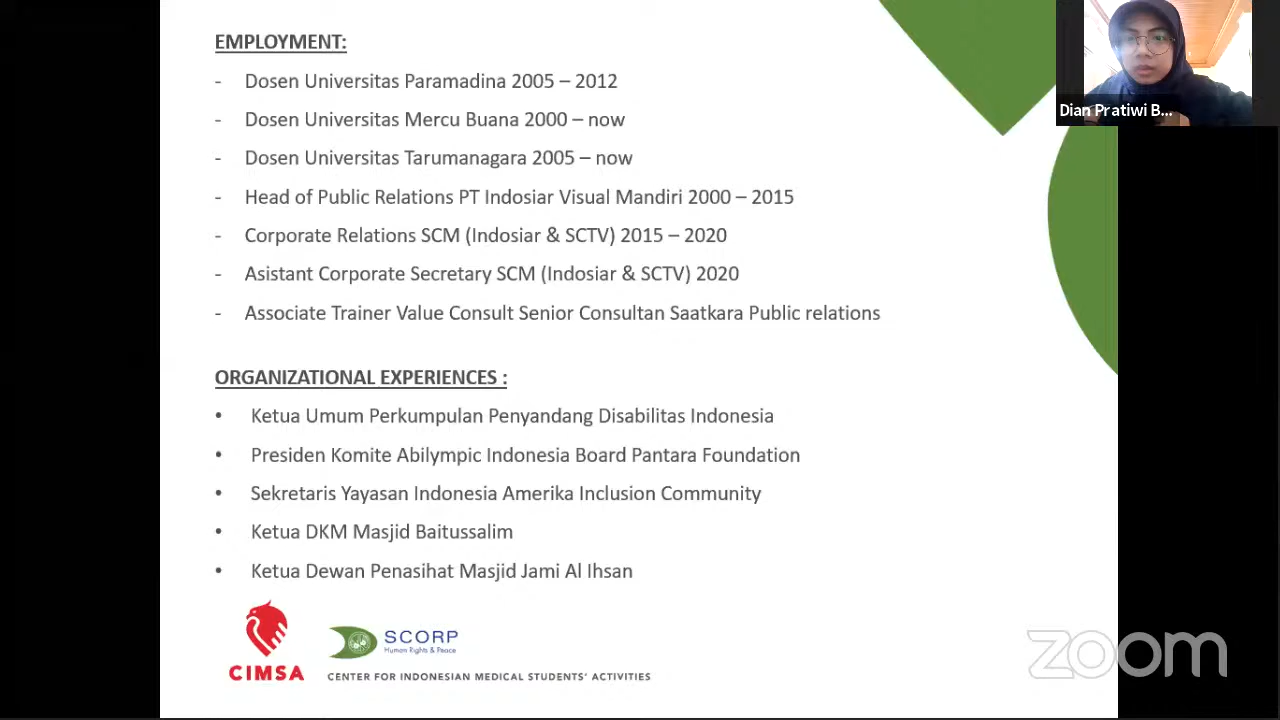 EMPLOYMENT:
- Dosen Universitas Paramadina 2005 – 2012
- Dosen Universitas Mercu Buana 2000 – now
- Dosen Universitas Tarumanagara 2005 – now
- Head of Public Relations PT Indosiar Visual Mandiri 2000 – 2015
- Corporate Relations SCM (Indosiar & SCTV) 2015 – 2020
- Asistant Corporate Secretary SCM (Indosiar & SCTV) 2020
- Associate Trainer Value Consult Senior Consultan Saatkara Public relations
ORGANIZATIONAL EXPERIENCES :
• Ketua Umum Perkumpulan Penyandang Disabilitas Indonesia
• Presiden Komite Abilympic Indonesia Board Pantara Foundation
• Sekretaris Yayasan Indonesia Amerika Inclusion Community
• Ketua DKM Masjid Baitussalim
• Ketua Dewan Penasihat Masjid Jami Al Ihsan
CIMSA
SCORP
Human Rights & Peace
CENTER FOR INDONESIAN MEDICAL STUDENTS' ACTIVITIES
Dian Pratiwi B...
zoom